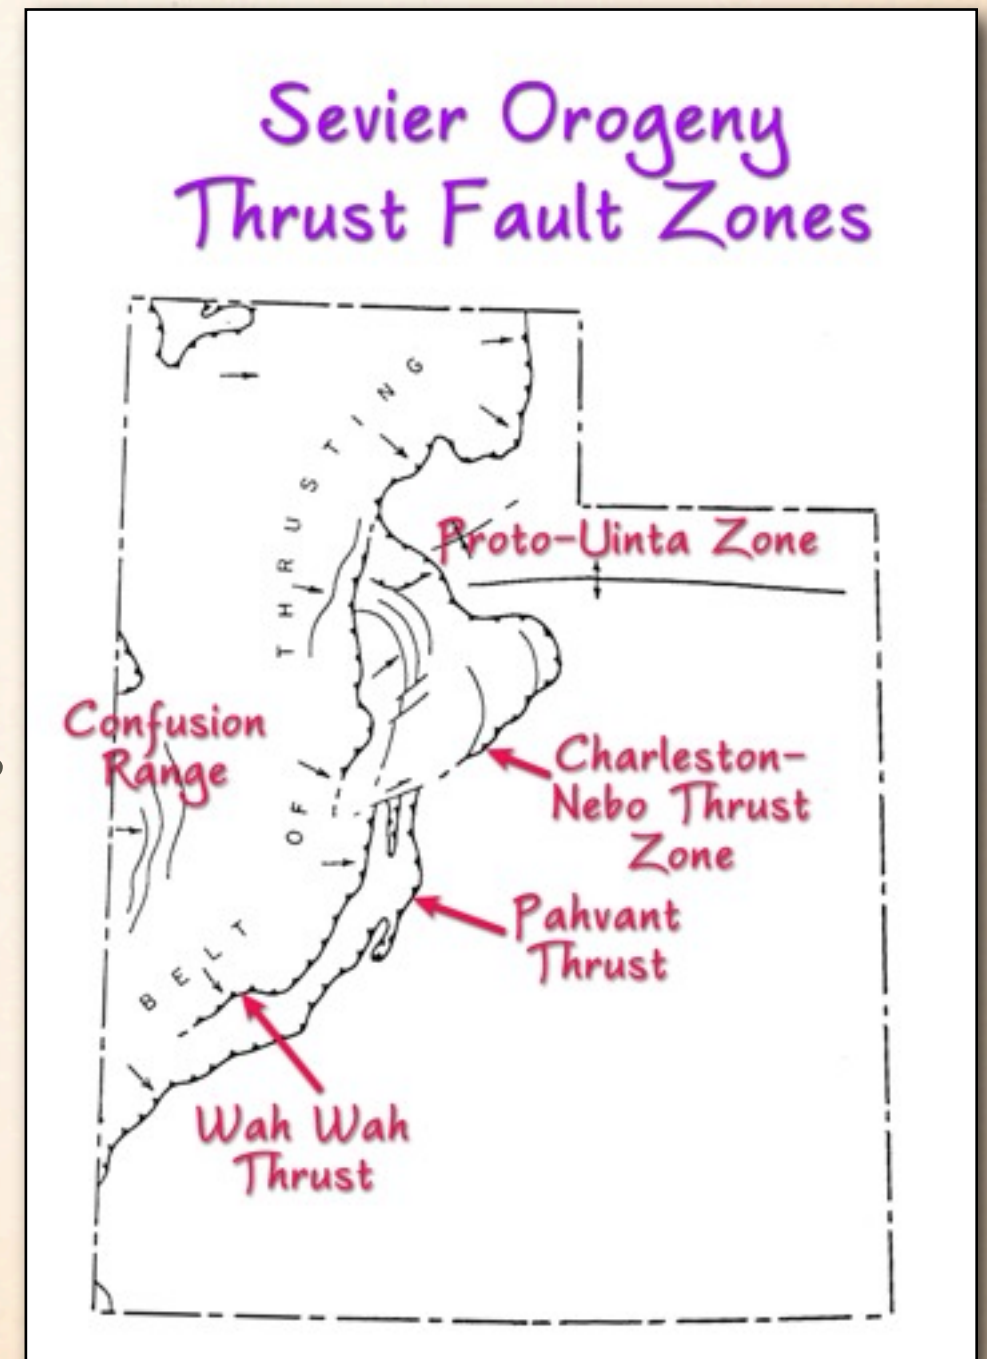 Sevier Orogeny
Thrust Fault Zones
BELT OF THRUSTING
Proto-Uinta Zone
Confusion
Range
Charleston-
Nebo Thrust
Zone
Pahvant
Thrust
Wah Wah
Thrust